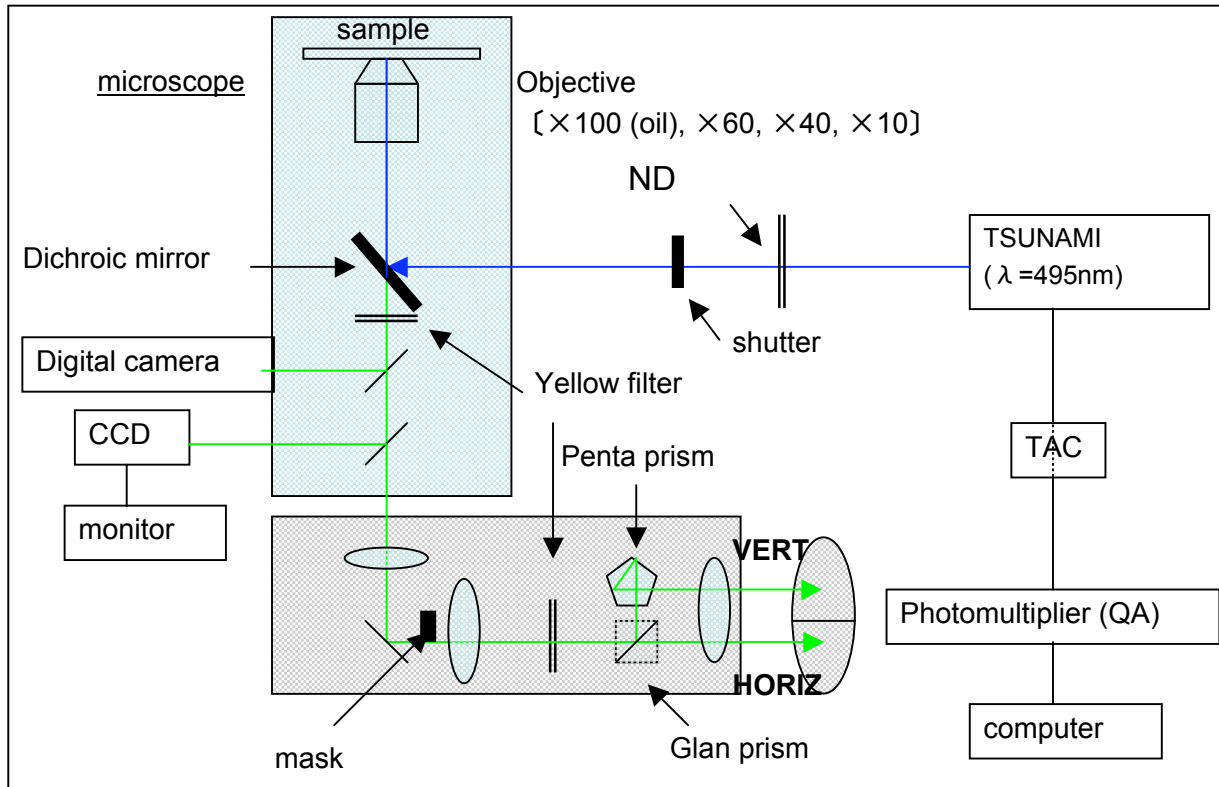 sample
microscope
Objective
〔×100 (oil), ×60, ×40, ×10〕
ND
TSUNAMI
(λ=495nm)
Dichroic mirror
shutter
Digital camera
Yellow filter
CCD
Penta prism
TAC
monitor
VERT
Photomultiplier (QA)
HORIZ
computer
Glan prism
mask